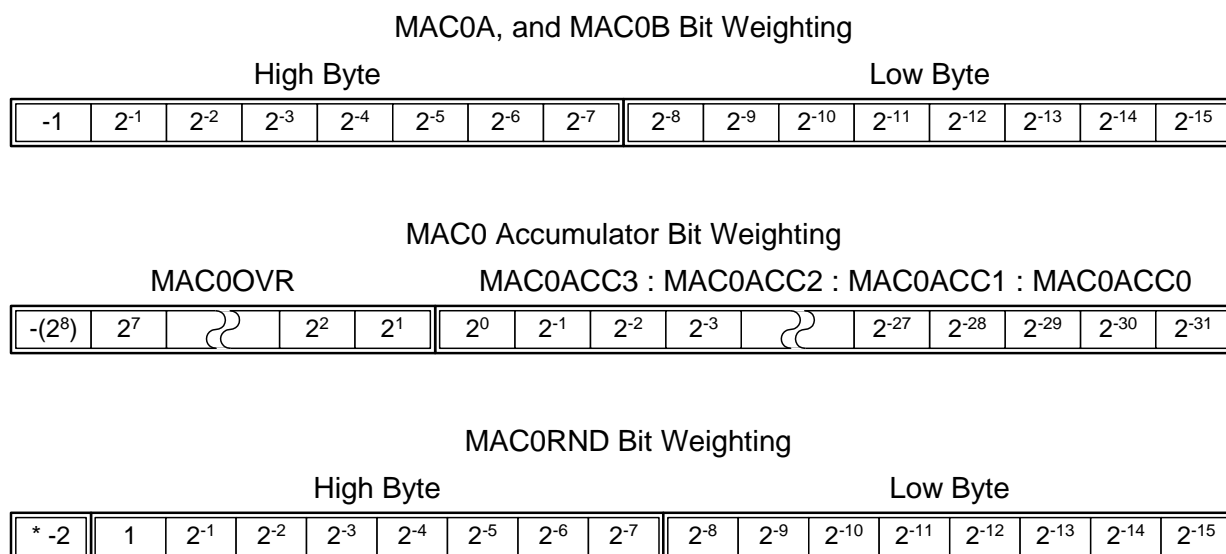 MAC0A, and MAC0B Bit Weighting
High Byte Low Byte
-1 2-1 2-2 2-3 2-4 2-5 2-6 2-7 2-8 2-9 2-10 2-11 2-12 2-13 2-14 2-15
MAC0 Accumulator Bit Weighting
MAC0OVR MAC0ACC3 : MAC0ACC2 : MAC0ACC1 : MAC0ACC0
-(28) 27 22 21 20 2-1 2-2 2-3 2-27 2-28 2-29 2-30 2-31
MAC0RND Bit Weighting
High Byte Low Byte
* -2 1 2-1 2-2 2-3 2-4 2-5 2-6 2-7 2-8 2-9 2-10 2-11 2-12 2-13 2-14 2-15